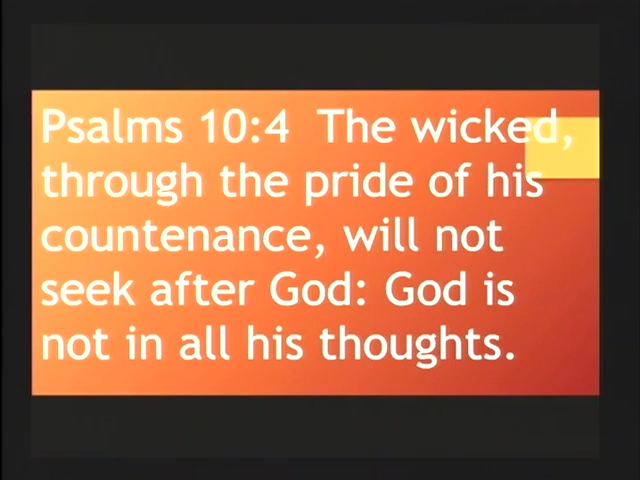 Psalms 10:4  The wicked,
through the pride of his
countenance, will not
seek after God: God is
not in all his thoughts.